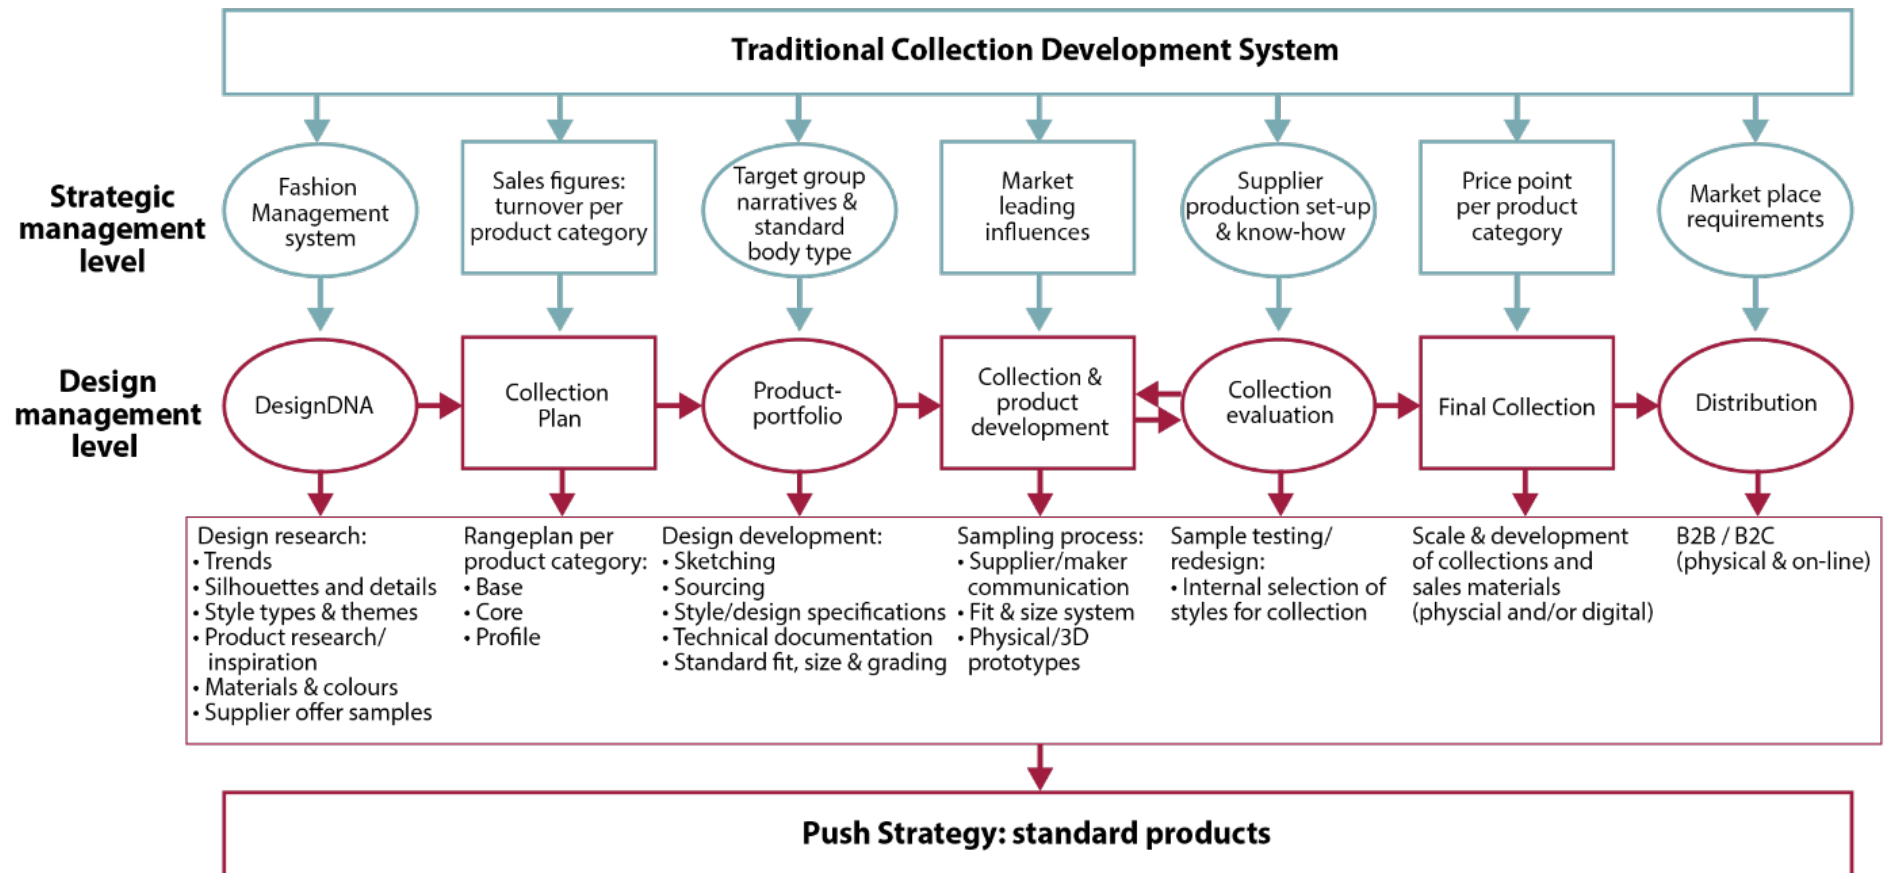 Traditional Collection Development System
Strategic
management
level
Fashion
Management
system
Sales figures:
turnover per
product category
Target group
narratives &
standard
body type
Market
leading
influences
Supplier
production set-up
& know-how
Price point
per product
category
Market place
requirements
Design
management
level
DesignDNA
Collection
Plan
Product-
portfolio
Collection &
product
development
Collection
evaluation
Final Collection
Distribution
Design research:
• Trends
• Silhouettes and details
• Style types & themes
• Product research/
inspiration
• Materials & colours
• Supplier offer samples
Rangeplan per
product category:
• Base
• Core
• Profile
Design development:
• Sketching
• Sourcing
• Style/design specifications
• Technical documentation
• Standard fit, size & grading
Sampling process:
• Supplier/maker
communication
• Fit & size system
• Physical/3D
prototypes
Sample testing/
redesign:
• Internal selection of
styles for collection
Scale & development
of collections and
sales materials
(physcial and/or digital)
B2B / B2C
(physical & on-line)
Push Strategy: standard products